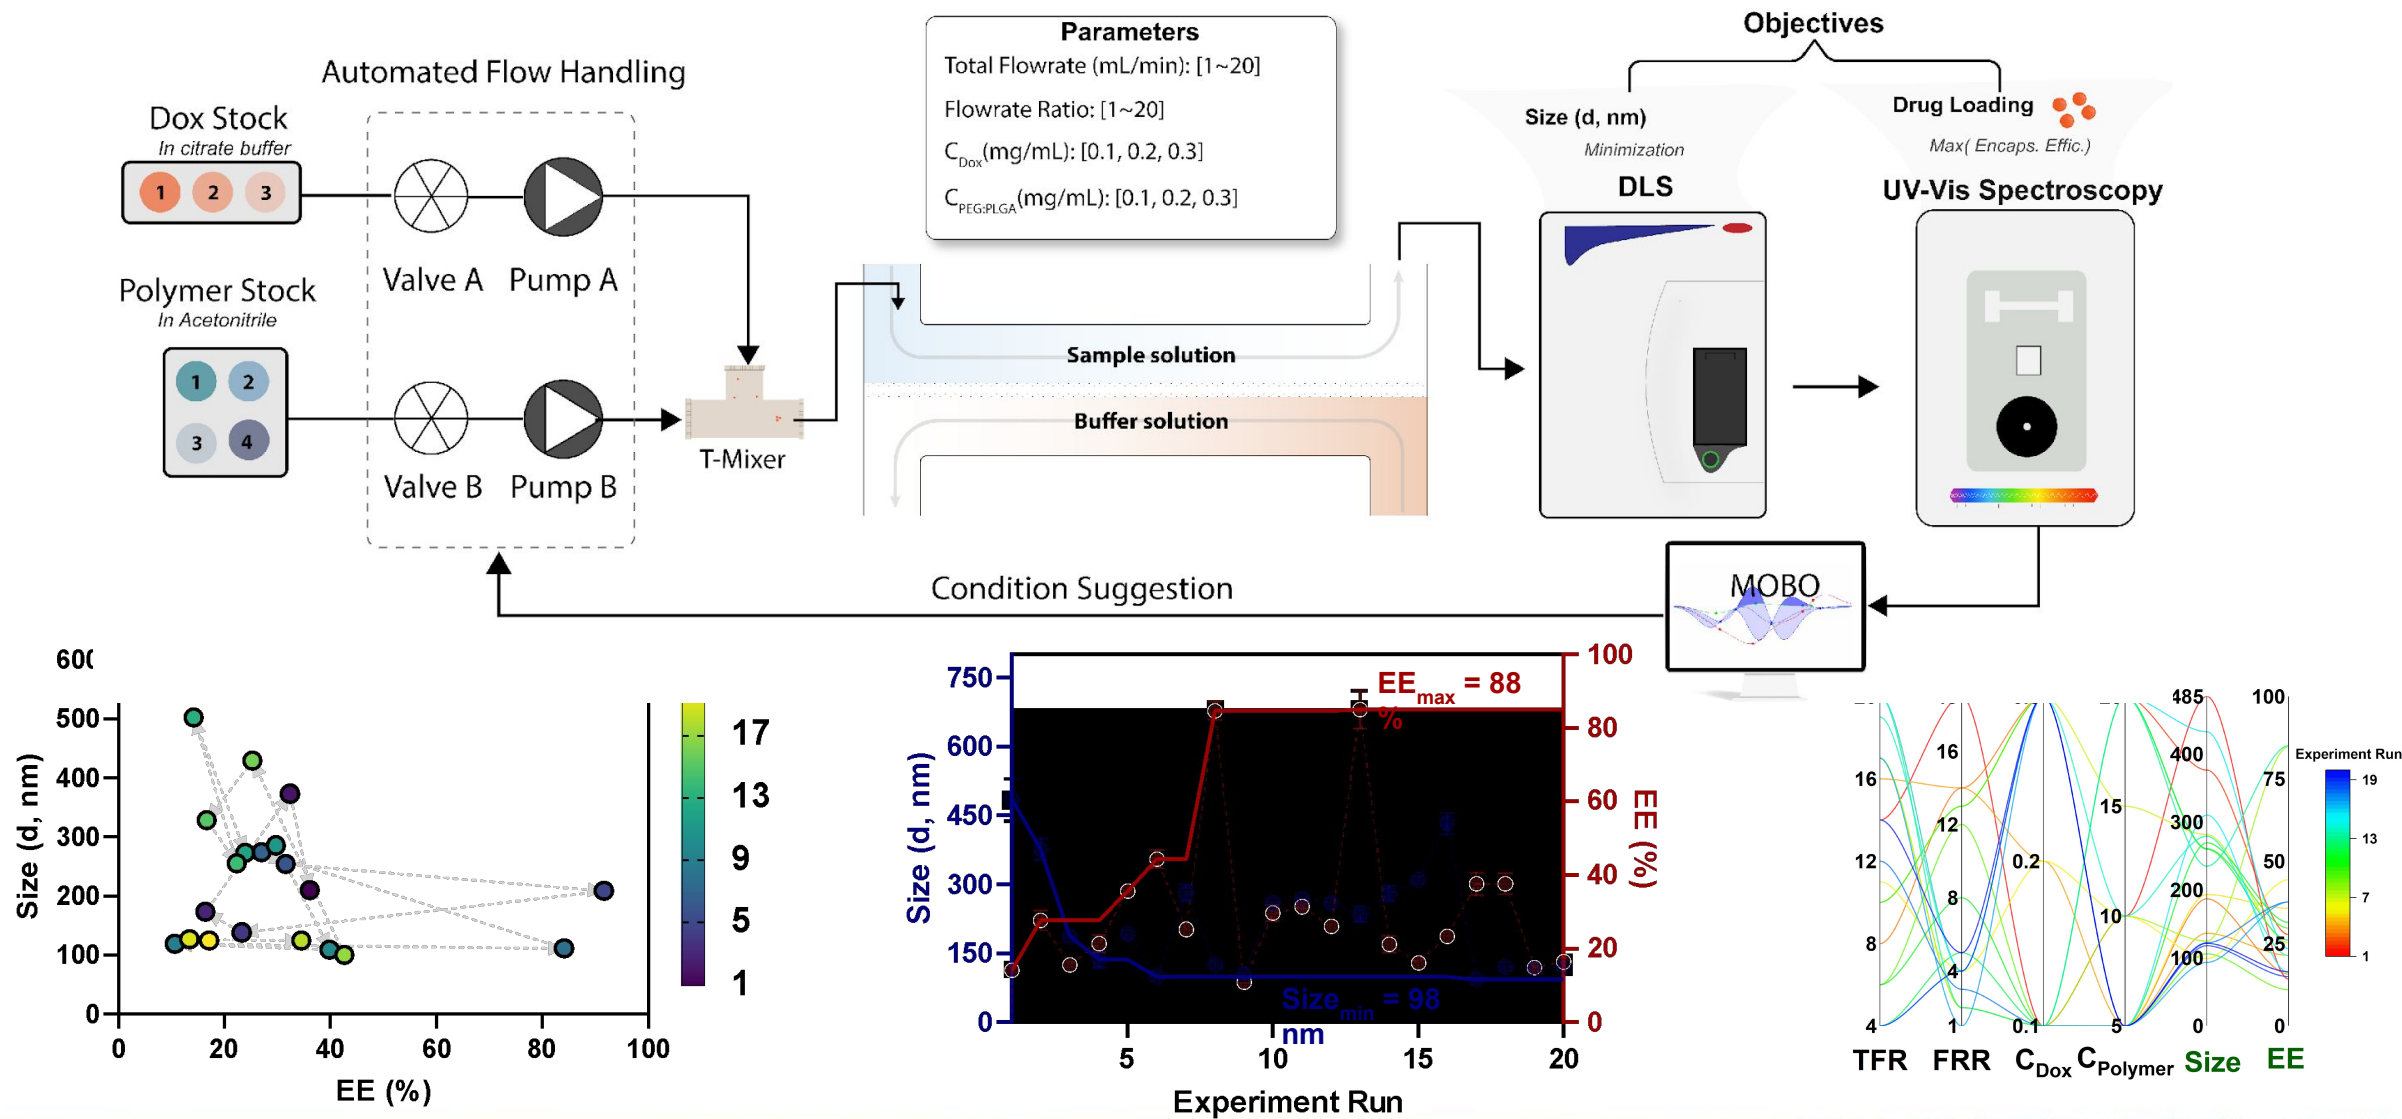 Objectives
Parameters
Total Flowrate (mL/min): [1~20]
Flowrate Ratio: [1~20]
C_Dox(mg/mL): [0.1, 0.2, 0.3]
C_PEG:PLGA(mg/mL): [0.1, 0.2, 0.3]
Automated Flow Handling
Dox Stock
In citrate buffer
1 2 3
Valve A Pump A
Polymer Stock
In Acetonitrile
1 2
3 4
Valve B Pump B
T-Mixer
Sample solution
Buffer solution
Size (d, nm)
Minimization
DLS
Drug Loading
Max( Encaps. Effic.)
UV-Vis Spectroscopy
MOBO
Condition Suggestion
500
400
300
200
100
0
Size (d, nm)
0 20 40 60 80 100
EE (%)
17
13
9
5
1
750
600
450
300
150
0
Size (d, nm)
EE_max = 88
%
Size_min = 98
nm
100
80
60
40
20
0
EE (%)
5 10 15 20
Experiment Run
16
12
8
4
TFR
16
12
8
4
1
FRR
0.2
0.1
C_Dox
15
10
5
C_Polymer
485
400
300
200
100
0
Size
100
75
50
25
0
EE
Experiment Run
19
13
7
1